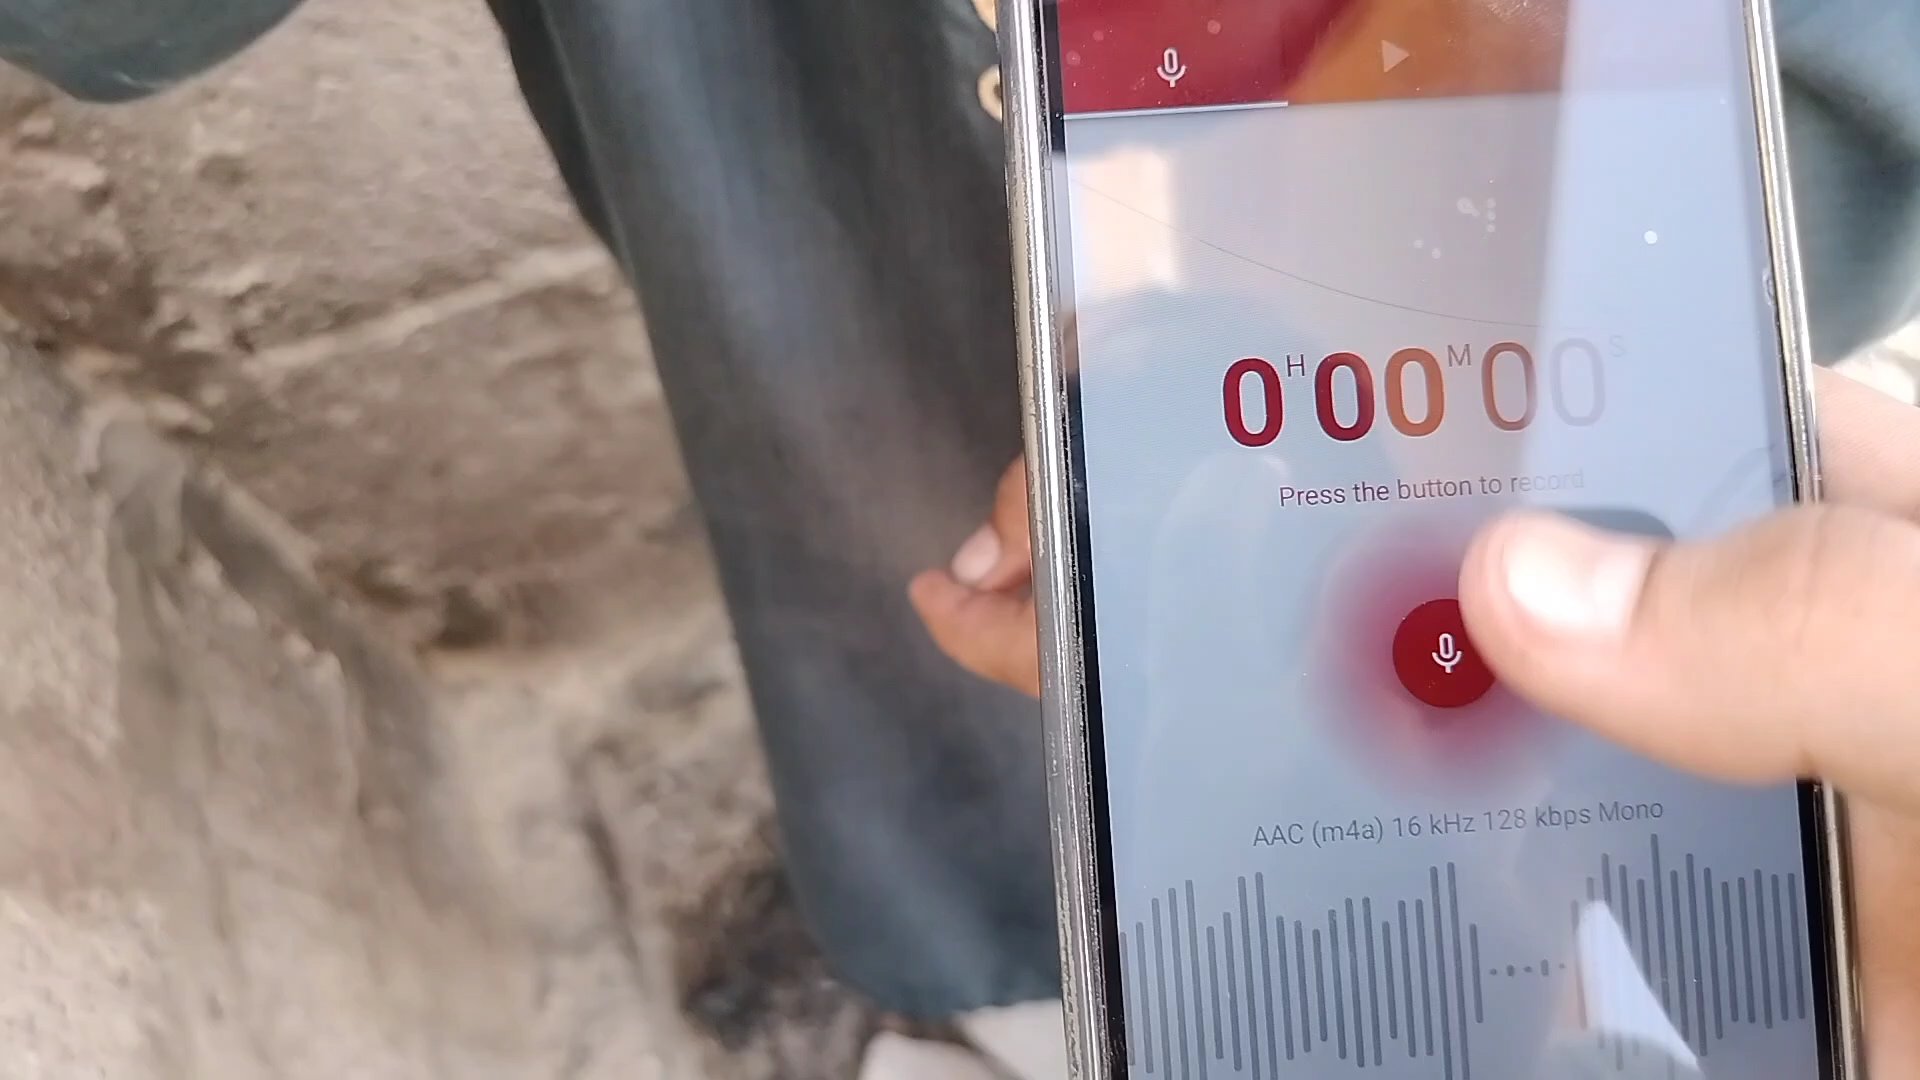 0H00M00S
Press the button to record
AAC (m4a) 16 kHz 128 kbps Mono